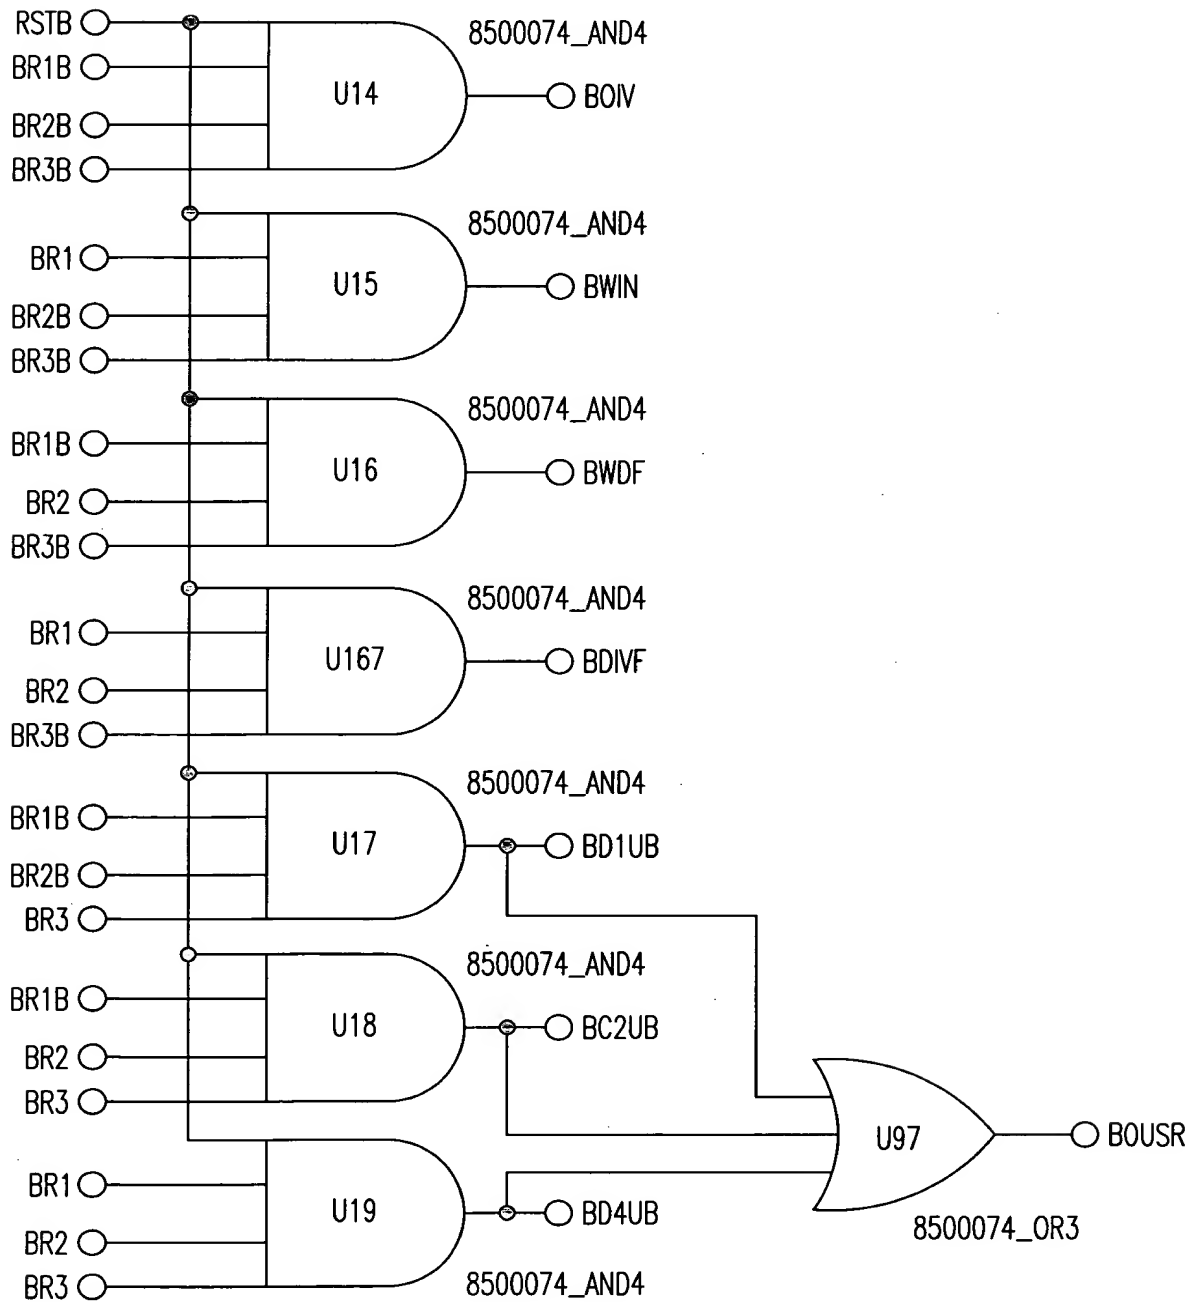 RSTB
8500074_AND4
BR1B
U14
BOIV
BR2B
BR3B
8500074_AND4
BR1
U15
BWIN
BR2B
BR3B
8500074_AND4
BR1B
U16
BWDF
BR2
BR3B
8500074_AND4
BR1
U167
BDIVF
BR2
BR3B
8500074_AND4
BR1B
U17
BD1UB
BR2B
BR3
8500074_AND4
BR1B
U18
BC2UB
BR2
BR3
U97
BOUSR
BR1
U19
BD4UB
8500074_OR3
BR2
BR3
8500074_AND4